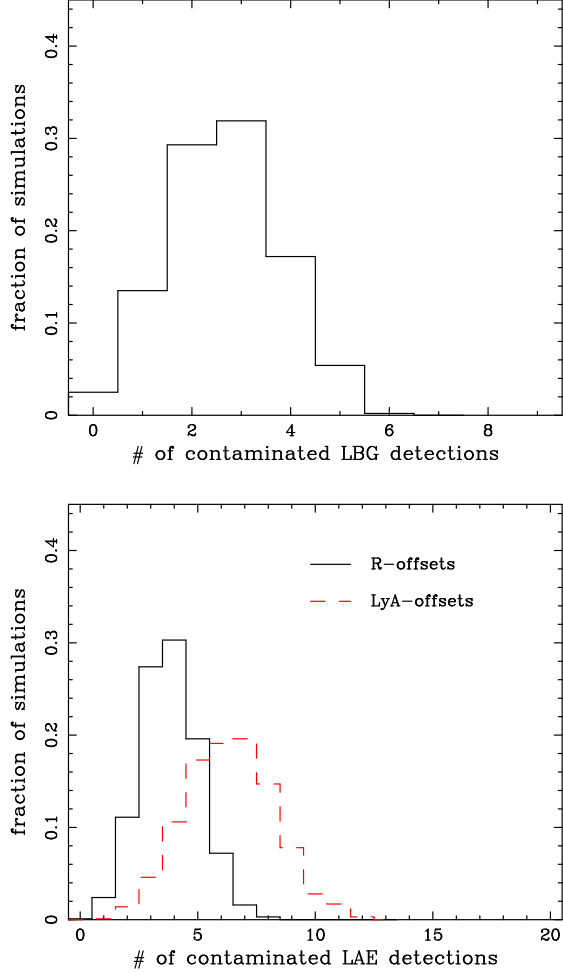 fraction of simulations
0.4
0.3
0.2
0.1
0
0 2 4 6 8
# of contaminated LBG detections
fraction of simulations
0.4
0.3
0.2
0.1
0
R-offsets
LyA-offsets
0 5 10 15 20
# of contaminated LAE detections